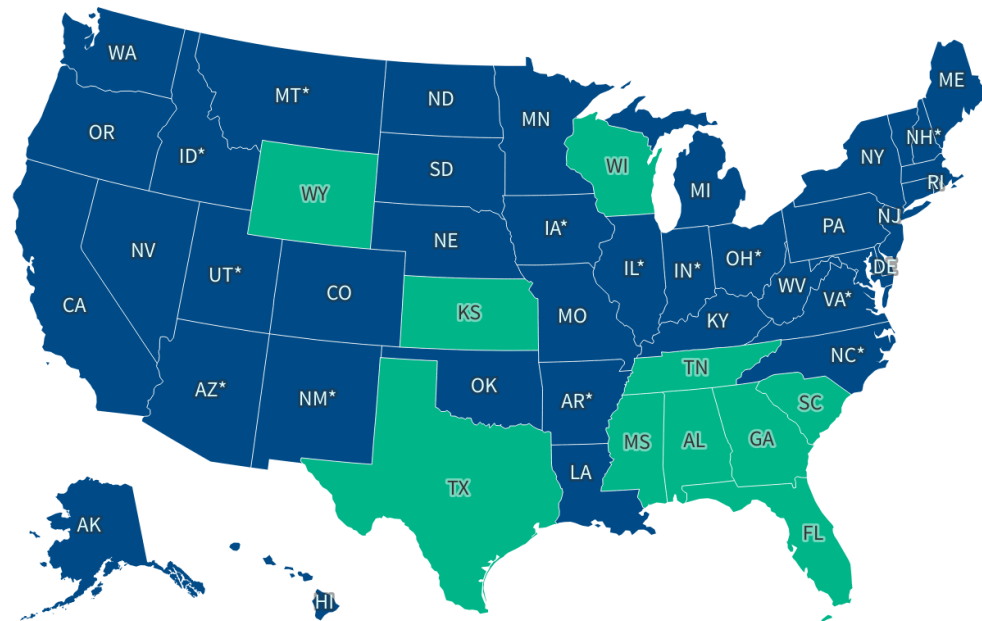 WA
ME
MT*
ND
MN
OR
NH*
ID*
NY
WI
SD
RI
MI
WY
NJ
PA
IA*
NE
NV
OH*
DE
IL*
IN*
UT*
WV
CO
VA*
CA
KS
MO
KY
NC*
TN
OK
AZ*
NM*
AR*
SC
MS
AL
GA
LA
TX
AK
FL
HI